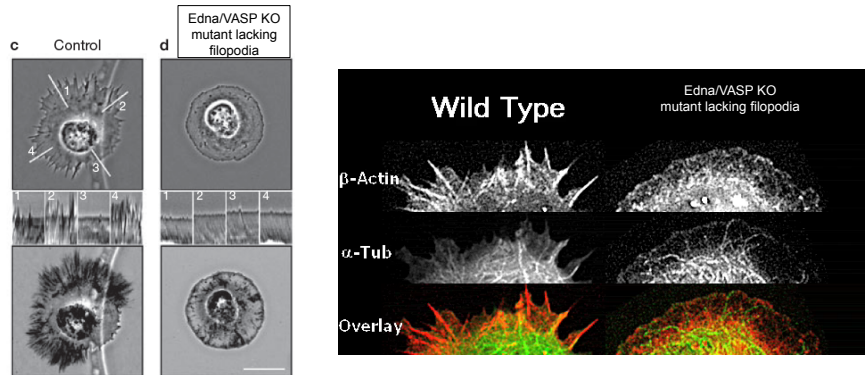 c Control
d Edna/VASP KO
mutant lacking
filopodia
1
2
3
4
1 2 3 4
1 2 3 4
Wild Type
Edna/VASP KO
mutant lacking filopodia
β-Actin
α-Tub
Overlay